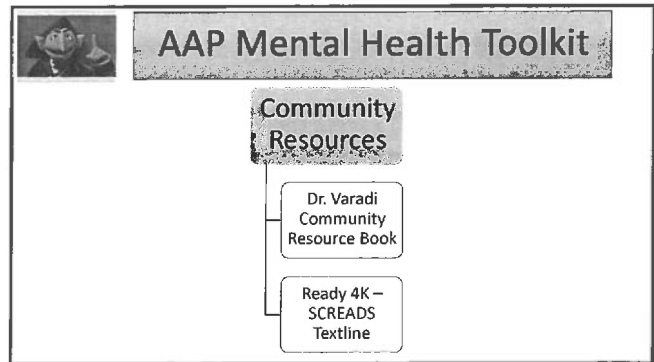 AAP Mental Health Toolkit
Community
Resources
Dr. Varadi
Community
Resource Book
Ready 4K –
SCREADS
Textline